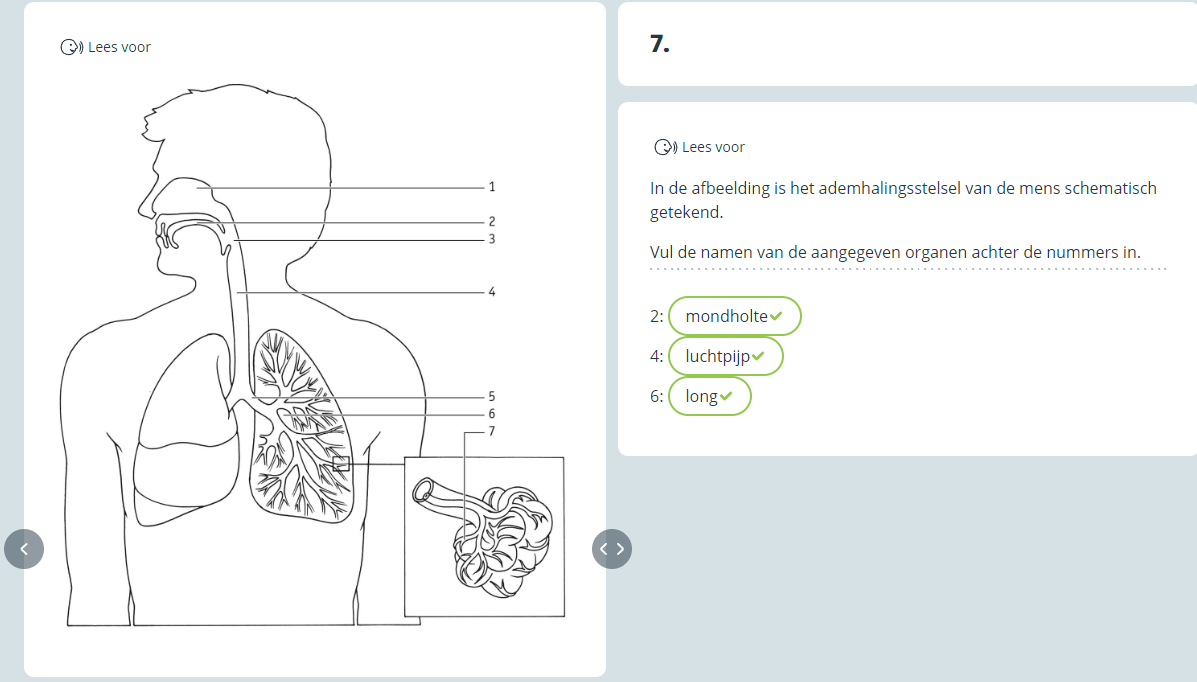 Lees voor
1
2
3
4
5
6
7
7.
Lees voor
In de afbeelding is het ademhalingsstelsel van de mens schematisch
getekend.
Vul de namen van de aangegeven organen achter de nummers in.
2: mondholte
4: luchtpijp
6: long